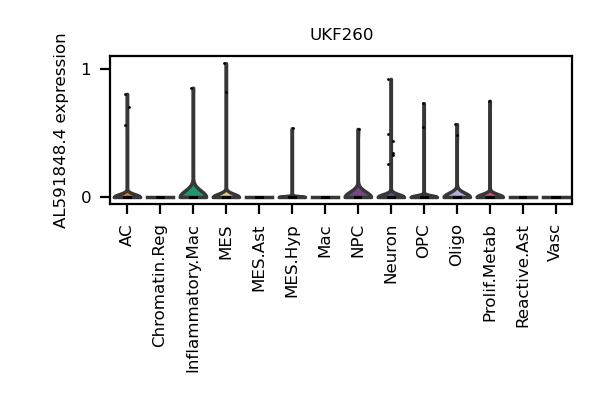 UKF260
AL591848.4 expression
1
0
AC
Chromatin.Reg
Inflammatory.Mac
MES
MES.Ast
MES.Hyp
Mac
NPC
Neuron
OPC
Oligo
Prolif.Metab
Reactive.Ast
Vasc